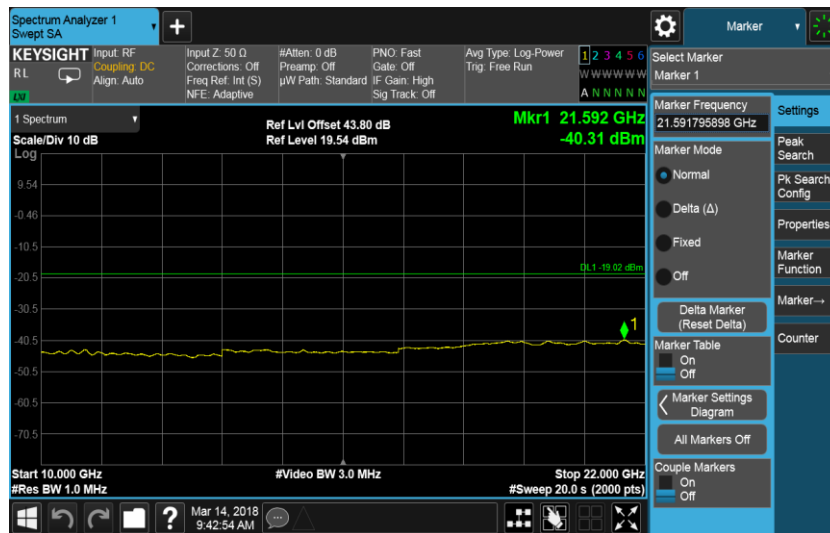 Spectrum Analyzer 1
Swept SA
+
Marker
KEYSIGHT
RL
LXI
Input: RF
Coupling: DC
Align: Auto
Input Z: 50 Ω
Corrections: Off
Freq Ref: Int (S)
NFE: Adaptive
#Atten: 0 dB
Preamp: Off
µW Path: Standard
PNO: Fast
Gate: Off
IF Gain: High
Sig Track: Off
Avg Type: Log-Power
Trig: Free Run
1 2 3 4 5 6
W W W W W W
A N N N N N
Select Marker
Marker 1
1 Spectrum
Scale/Div 10 dB
Log
Ref Lvl Offset 43.80 dB
Ref Level 19.54 dBm
Mkr1 21.592 GHz
-40.31 dBm
9.54
-0.46
-10.5
-20.5
-30.5
-40.5
-50.5
-60.5
-70.5
DL1 -19.02 dBm
1
Start 10.000 GHz
#Res BW 1.0 MHz
#Video BW 3.0 MHz
Stop 22.000 GHz
#Sweep 20.0 s (2000 pts)
Marker Frequency
21.591795898 GHz
Marker Mode
Normal
Delta (Δ)
Fixed
Off
Delta Marker
(Reset Delta)
Marker Table
On
Off
Marker Settings
Diagram
All Markers Off
Couple Markers
On
Off
Settings
Peak
Search
Pk Search
Config
Properties
Marker
Function
Marker→
Counter
?
Mar 14, 2018
9:42:54 AM